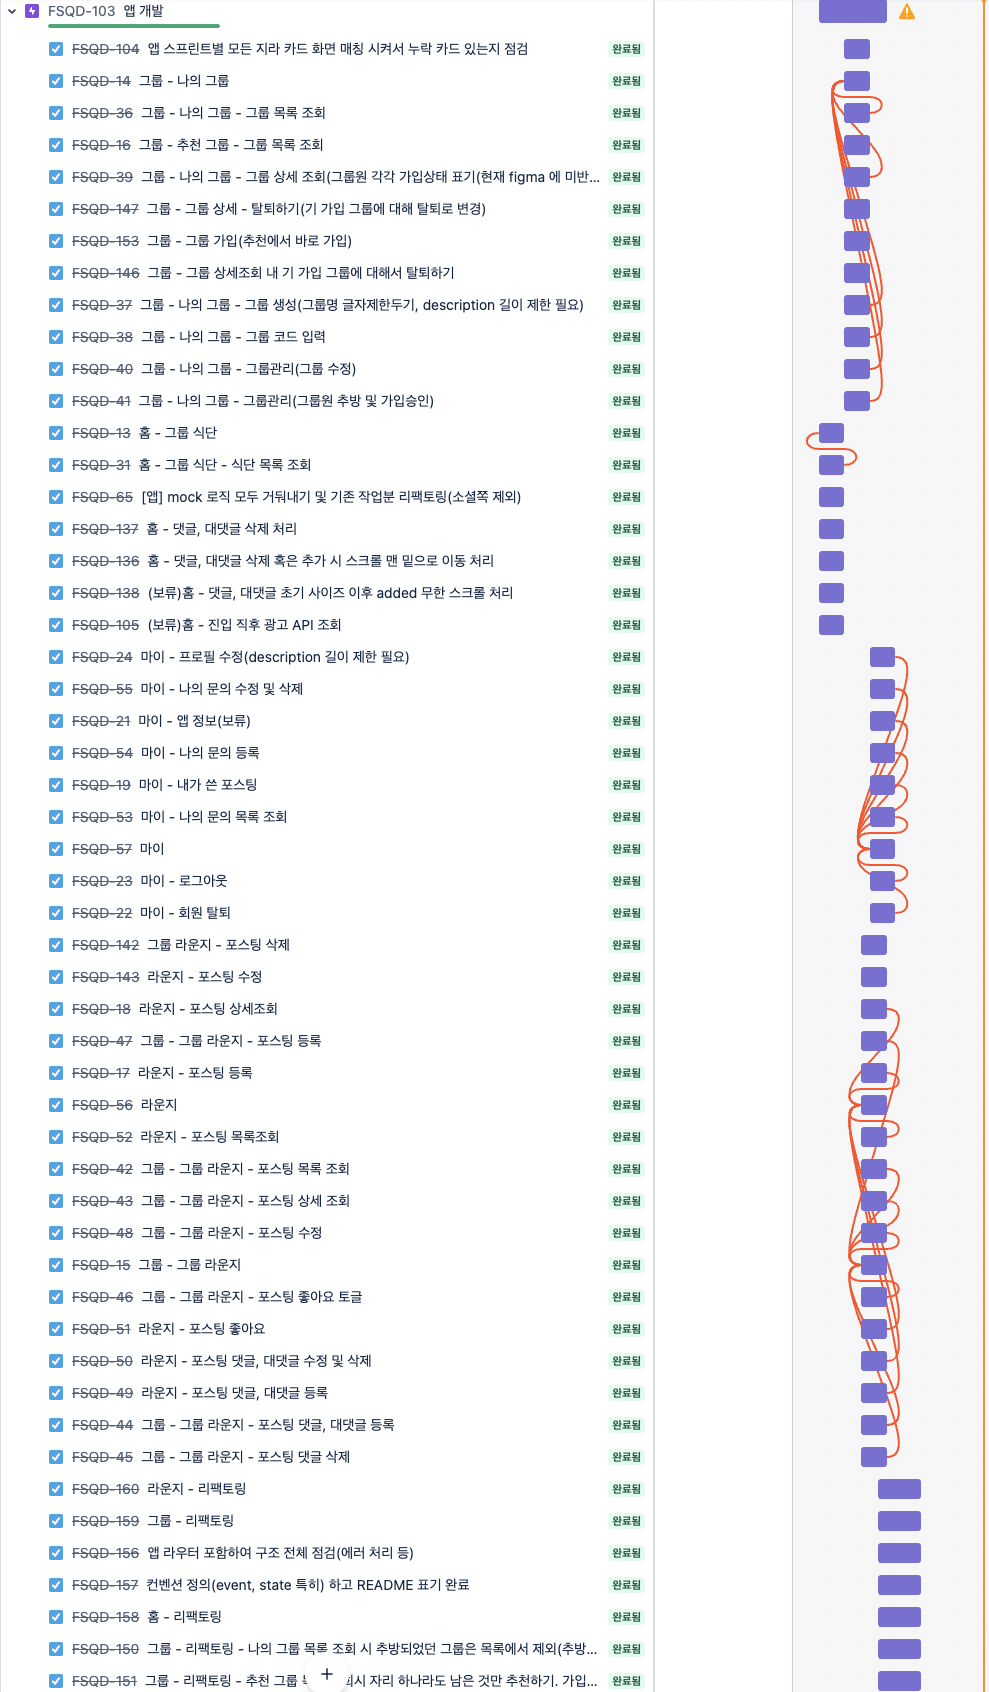 FSQD-103 앱 개발
FSQD-104 앱 스프린트별 모든 지라 카드 화면 매칭 시켜서 누락 카드 있는지 점검 완료됨
FSQD-14 그룹 - 나의 그룹 완료됨
FSQD-36 그룹 - 나의 그룹 - 그룹 목록 조회 완료됨
FSQD-16 그룹 - 추천 그룹 - 그룹 목록 조회 완료됨
FSQD-39 그룹 - 나의 그룹 - 그룹 상세 조회(그룹원 각각 가입상태 표기(현재 figma 에 미반... 완료됨
FSQD-147 그룹 - 그룹 상세 - 탈퇴하기(기 가입 그룹에 대해 탈퇴로 변경) 완료됨
FSQD-153 그룹 - 그룹 가입(추천에서 바로 가입) 완료됨
FSQD-146 그룹 - 그룹 상세조회 내 기 가입 그룹에 대해서 탈퇴하기 완료됨
FSQD-37 그룹 - 나의 그룹 - 그룹 생성(그룹명 글자제한두기, description 길이 제한 필요) 완료됨
FSQD-38 그룹 - 나의 그룹 - 그룹 코드 입력 완료됨
FSQD-40 그룹 - 나의 그룹 - 그룹관리(그룹 수정) 완료됨
FSQD-41 그룹 - 나의 그룹 - 그룹관리(그룹원 추방 및 가입승인) 완료됨
FSQD-13 홈 - 그룹 식단 완료됨
FSQD-31 홈 - 그룹 식단 - 식단 목록 조회 완료됨
FSQD-65 [앱] mock 로직 모두 거둬내기 및 기존 작업분 리팩토링(소셜쪽 제외) 완료됨
FSQD-137 홈 - 댓글, 대댓글 삭제 처리 완료됨
FSQD-136 홈 - 댓글, 대댓글 삭제 혹은 추가 시 스크롤 맨 밑으로 이동 처리 완료됨
FSQD-138 (보류)홈 - 댓글, 대댓글 초기 사이즈 이후 added 무한 스크롤 처리 완료됨
FSQD-105 (보류)홈 - 진입 직후 광고 API 조회 완료됨
FSQD-24 마이 - 프로필 수정(description 길이 제한 필요) 완료됨
FSQD-55 마이 - 나의 문의 수정 및 삭제 완료됨
FSQD-21 마이 - 앱 정보(보류) 완료됨
FSQD-54 마이 - 나의 문의 등록 완료됨
FSQD-19 마이 - 내가 쓴 포스팅 완료됨
FSQD-53 마이 - 나의 문의 목록 조회 완료됨
FSQD-57 마이 완료됨
FSQD-23 마이 - 로그아웃 완료됨
FSQD-22 마이 - 회원 탈퇴 완료됨
FSQD-142 그룹 라운지 - 포스팅 삭제 완료됨
FSQD-143 라운지 - 포스팅 수정 완료됨
FSQD-18 라운지 - 포스팅 상세조회 완료됨
FSQD-47 그룹 - 그룹 라운지 - 포스팅 등록 완료됨
FSQD-17 라운지 - 포스팅 등록 완료됨
FSQD-56 라운지 완료됨
FSQD-52 라운지 - 포스팅 목록조회 완료됨
FSQD-42 그룹 - 그룹 라운지 - 포스팅 목록 조회 완료됨
FSQD-43 그룹 - 그룹 라운지 - 포스팅 상세 조회 완료됨
FSQD-48 그룹 - 그룹 라운지 - 포스팅 수정 완료됨
FSQD-15 그룹 - 그룹 라운지 완료됨
FSQD-46 그룹 - 그룹 라운지 - 포스팅 좋아요 토글 완료됨
FSQD-51 라운지 - 포스팅 좋아요 완료됨
FSQD-50 라운지 - 포스팅 댓글, 대댓글 수정 및 삭제 완료됨
FSQD-49 라운지 - 포스팅 댓글, 대댓글 등록 완료됨
FSQD-44 그룹 - 그룹 라운지 - 포스팅 댓글, 대댓글 등록 완료됨
FSQD-45 그룹 - 그룹 라운지 - 포스팅 댓글 삭제 완료됨
FSQD-160 라운지 - 리팩토링 완료됨
FSQD-159 그룹 - 리팩토링 완료됨
FSQD-156 앱 라우터 포함하여 구조 전체 점검(에러 처리 등) 완료됨
FSQD-157 컨벤션 정의(event, state 특히) 하고 README 표기 완료 완료됨
FSQD-158 홈 - 리팩토링 완료됨
FSQD-150 그룹 - 리팩토링 - 나의 그룹 목록 조회 시 추방되었던 그룹은 목록에서 제외(추방... 완료됨
FSQD-151 그룹 - 리팩토링 - 추천 그룹 자리 하나라도 남은 것만 추천하기. 가입... 완료됨